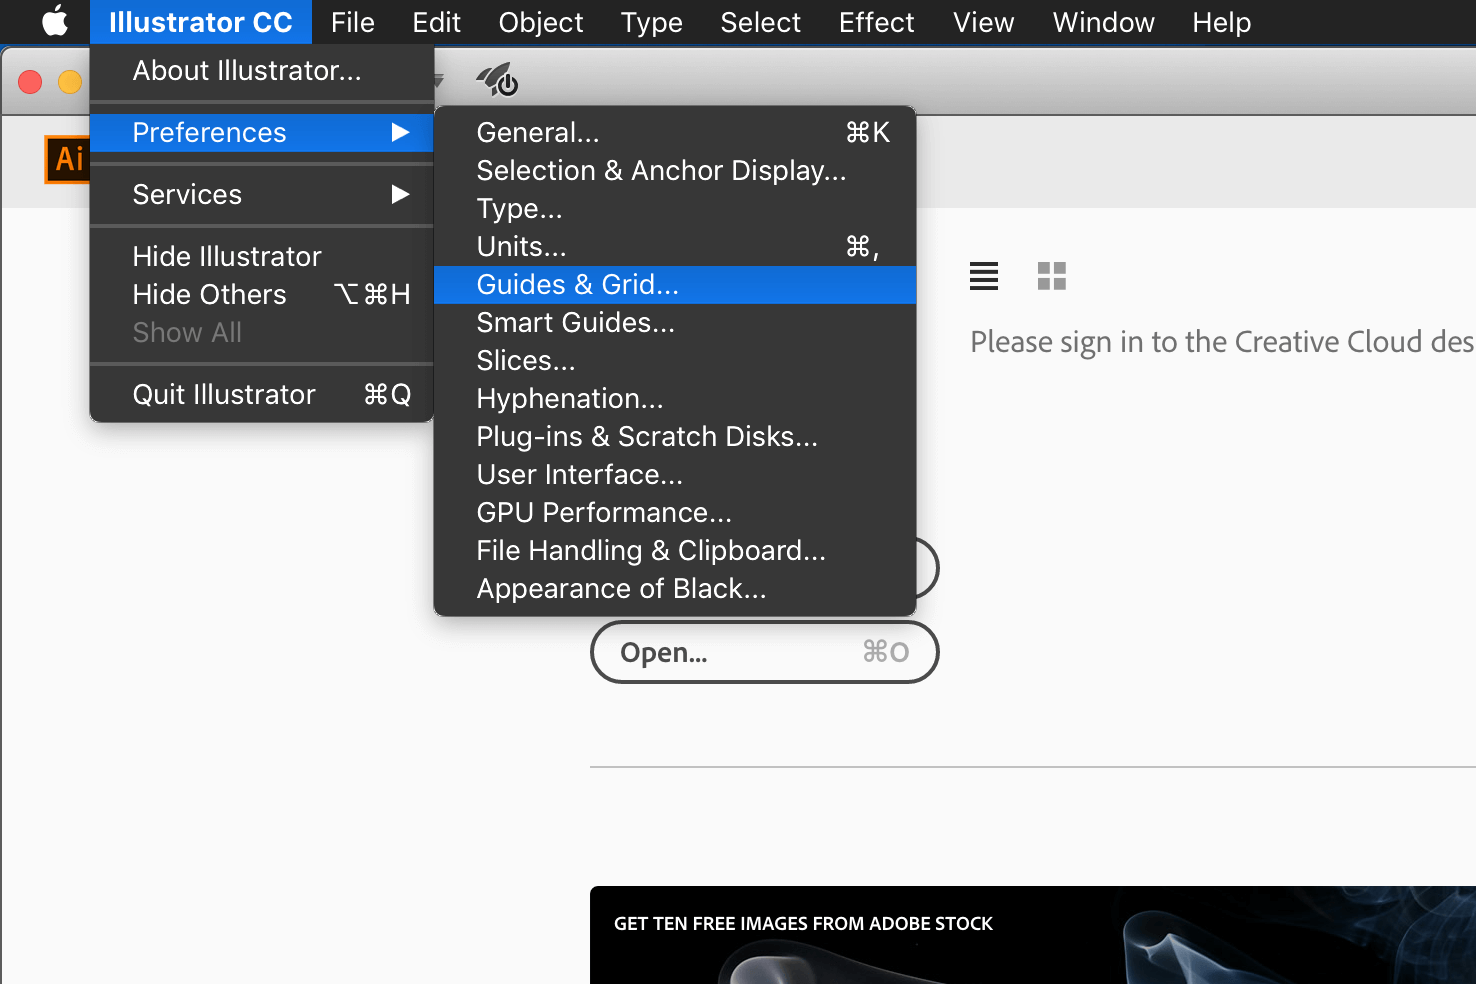 Illustrator CC File Edit Object Type Select Effect View Window Help
About Illustrator...
Preferences
Services
Hide Illustrator
Hide Others ⌥⌘H
Show All
Quit Illustrator ⌘Q
General... ⌘K
Selection & Anchor Display...
Type...
Units... ⌘,
Guides & Grid...
Smart Guides...
Slices...
Hyphenation...
Plug-ins & Scratch Disks...
User Interface...
GPU Performance...
File Handling & Clipboard...
Appearance of Black...
Ai
Please sign in to the Creative Cloud des
Open... ⌘O
GET TEN FREE IMAGES FROM ADOBE STOCK